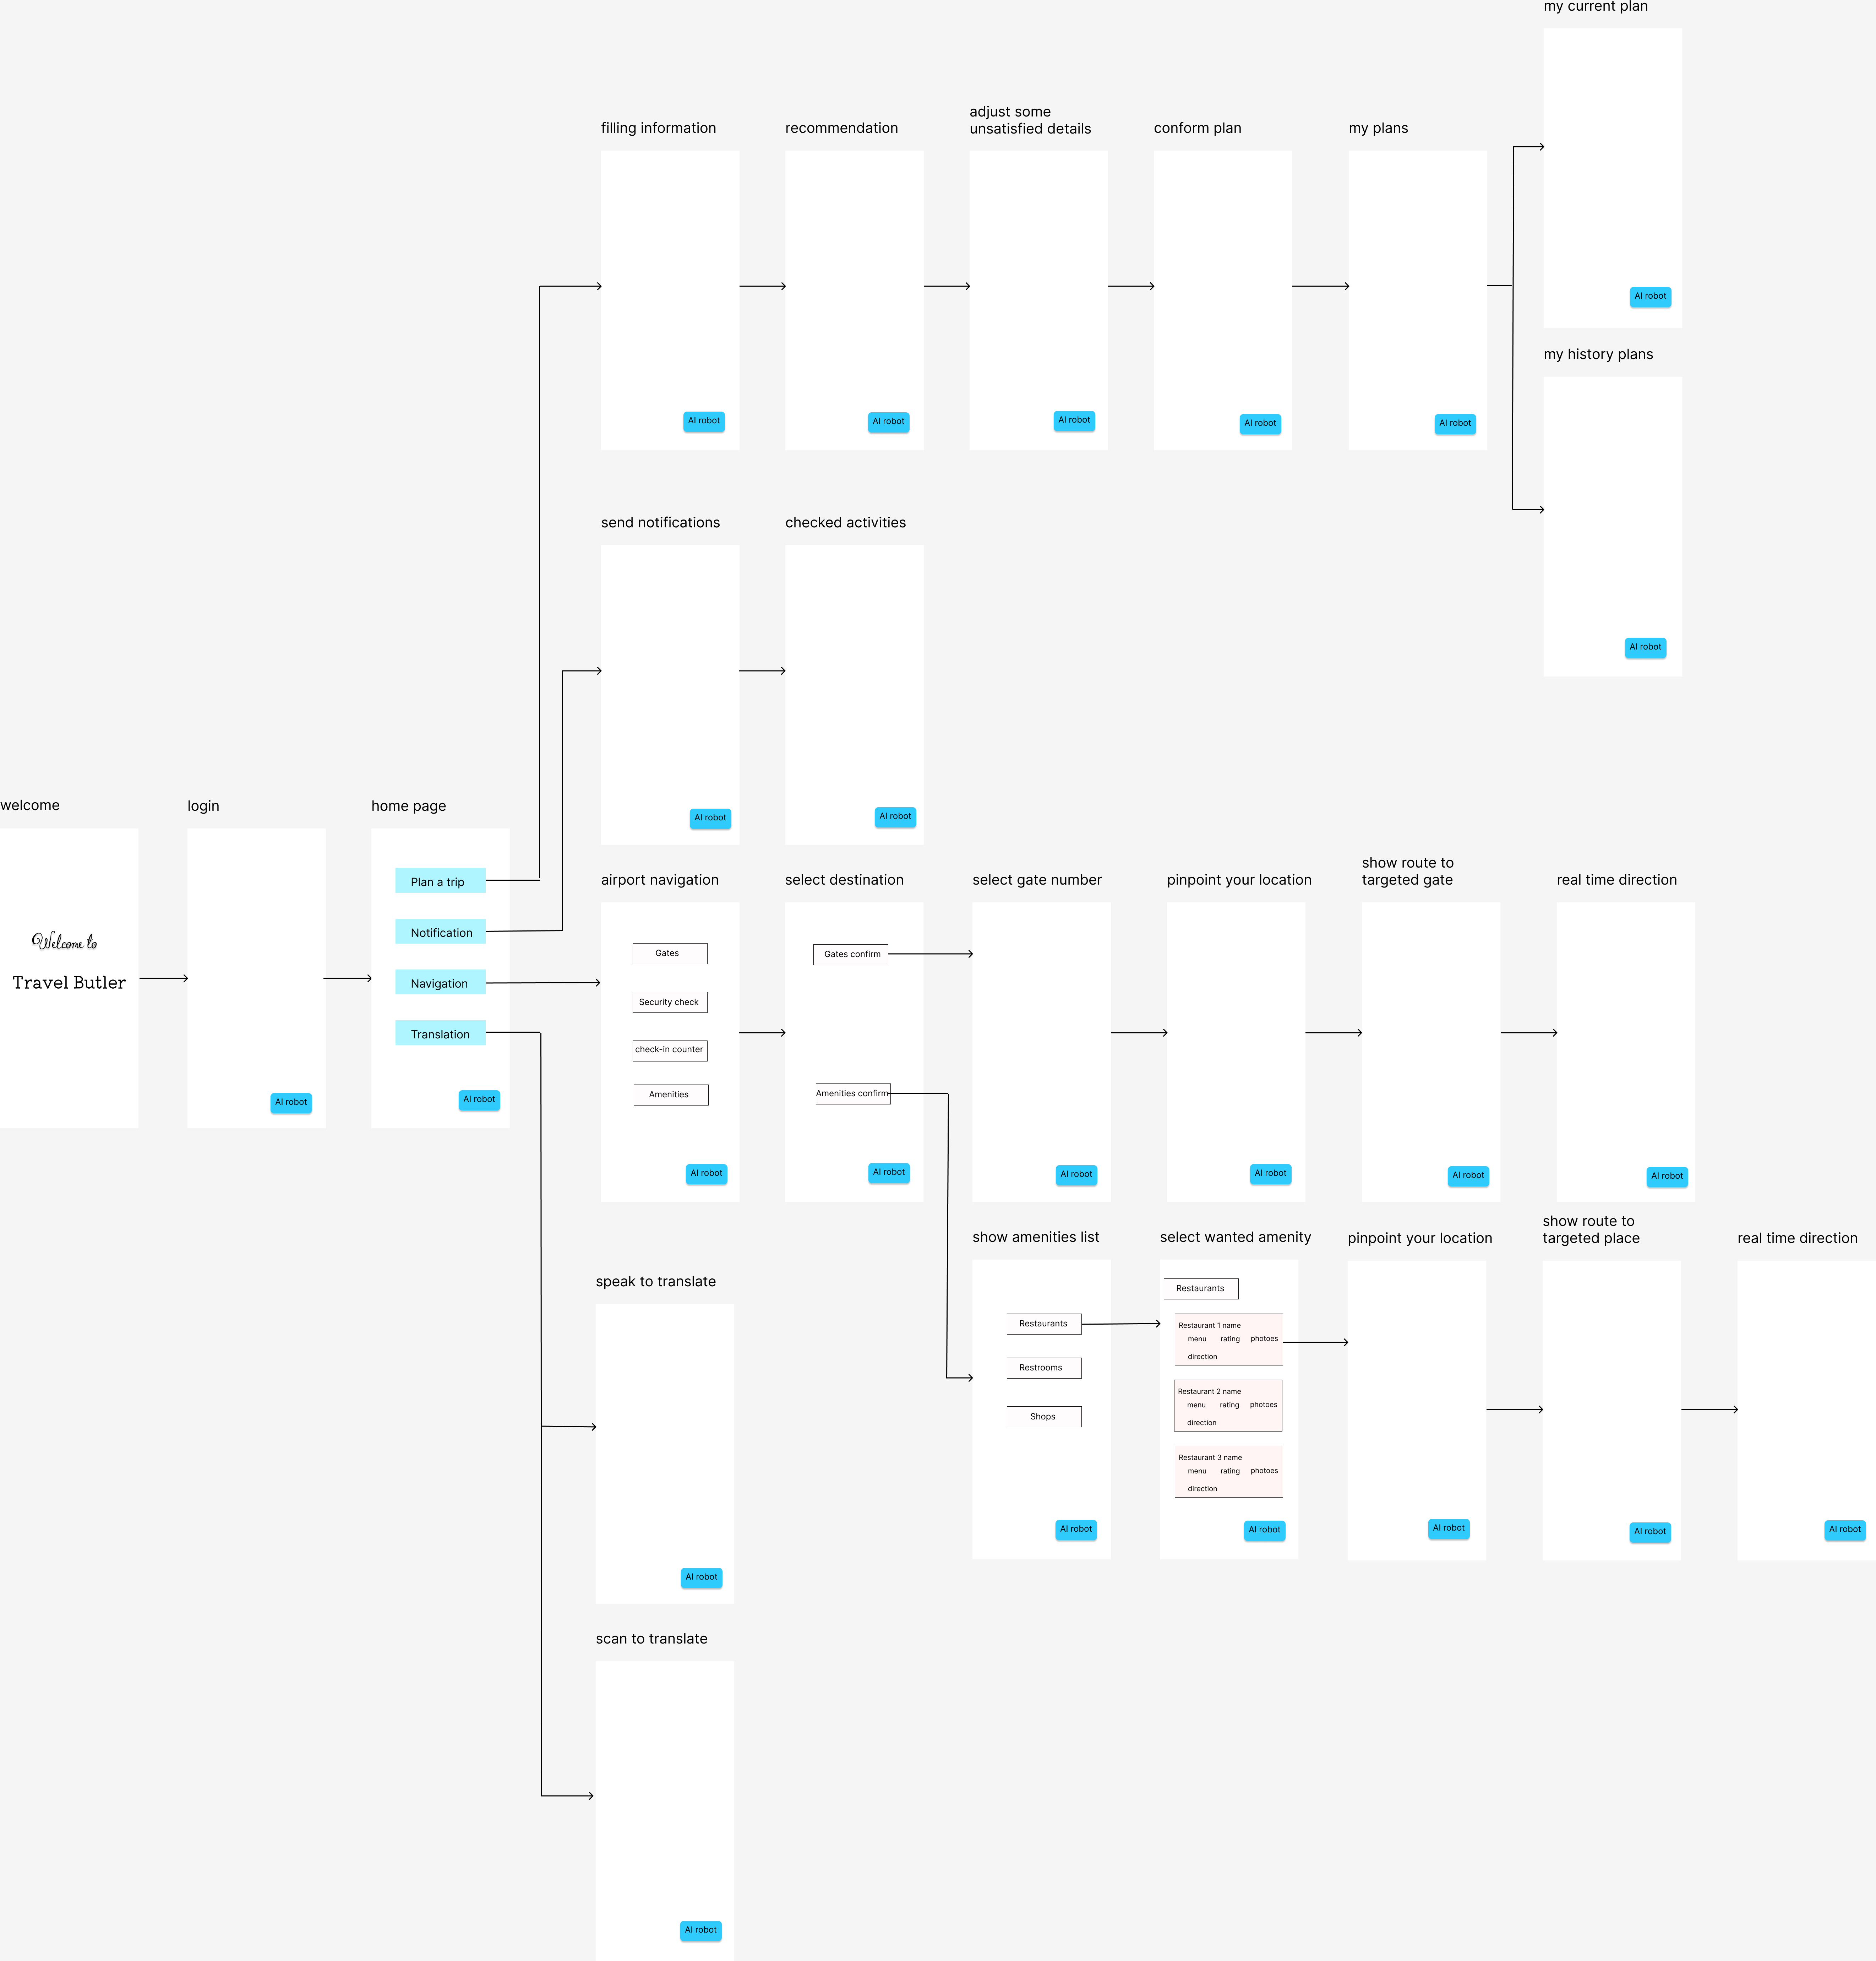 my current plan
AI robot
my history plans
AI robot
filling information
AI robot
recommendation
AI robot
adjust some
unsatisfied details
AI robot
conform plan
AI robot
my plans
AI robot
send notifications
AI robot
checked activities
AI robot
welcome
Welcome to
Travel Butler
login
AI robot
home page
Plan a trip
Notification
Navigation
Translation
AI robot
airport navigation
Gates
Security check
check-in counter
Amenities
AI robot
select destination
Gates confirm
Amenities confirm
AI robot
select gate number
AI robot
pinpoint your location
AI robot
show route to
targeted gate
AI robot
real time direction
AI robot
show amenities list
Restaurants
Restrooms
Shops
AI robot
select wanted amenity
Restaurants
Restaurant 1 name
menu rating photoes
direction
Restaurant 2 name
menu rating photoes
direction
Restaurant 3 name
menu rating photoes
direction
AI robot
pinpoint your location
AI robot
show route to
targeted place
AI robot
real time direction
AI robot
speak to translate
AI robot
scan to translate
AI robot